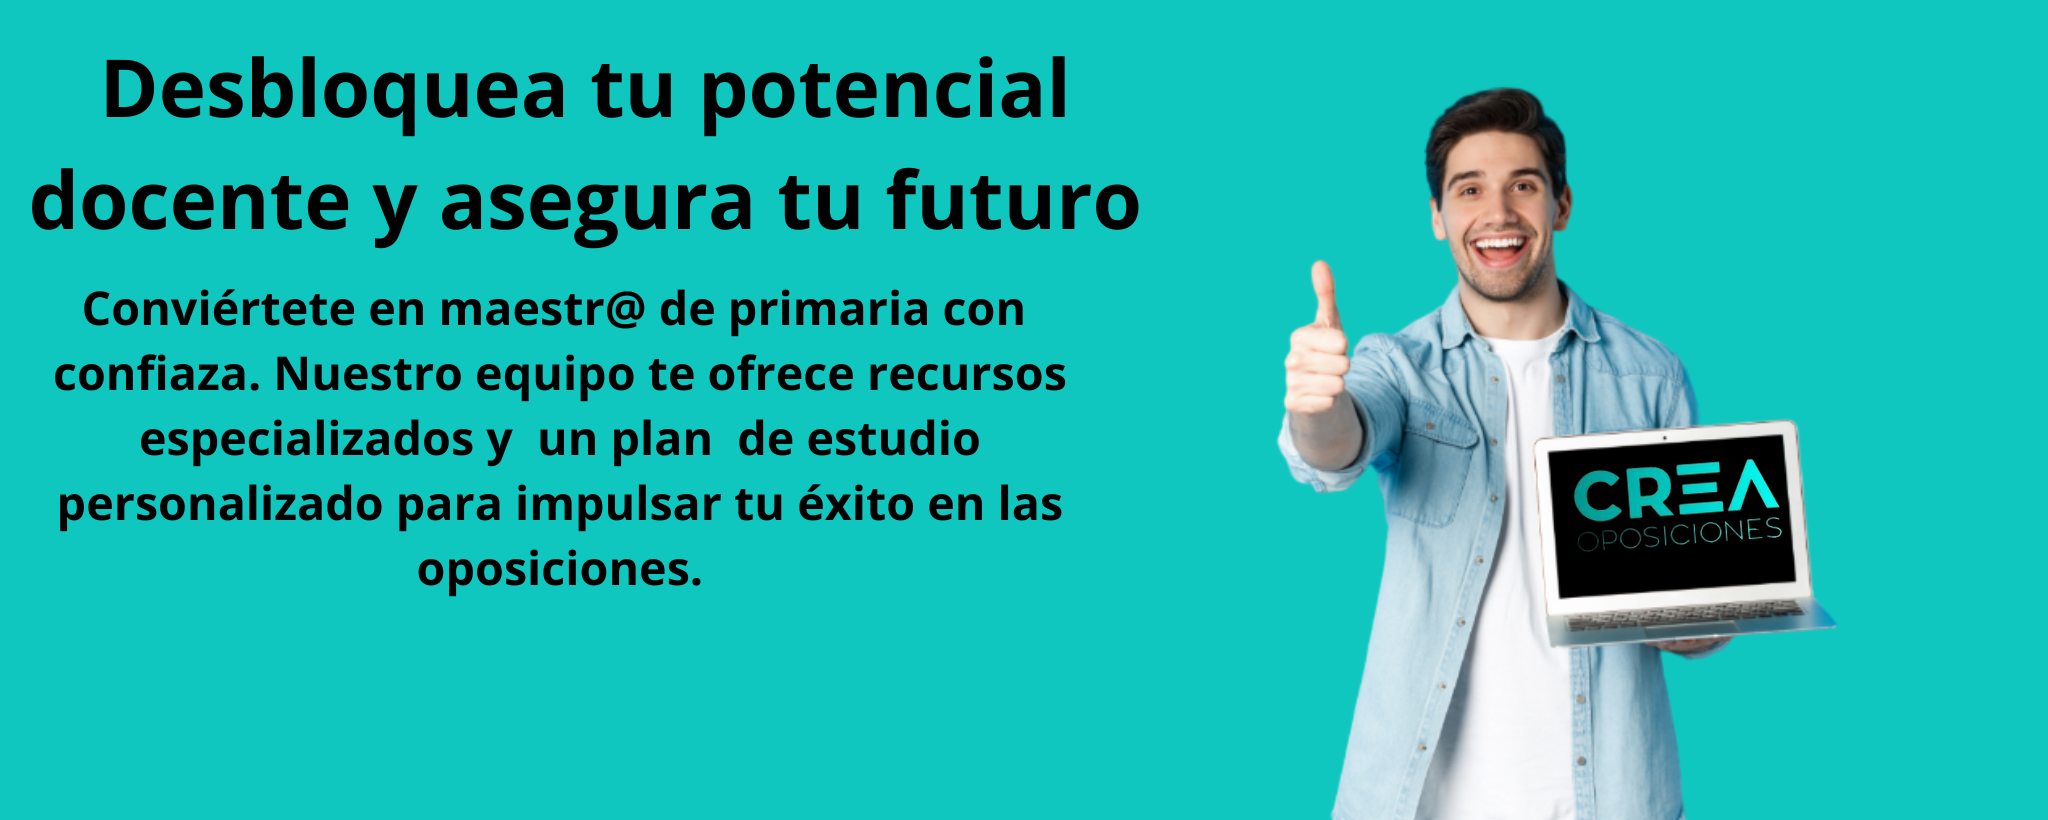 Desbloquea tu potencial
docente y asegura tu futuro
Conviértete en maestr@ de primaria con
confiaza. Nuestro equipo te ofrece recursos
especializados y  un plan  de estudio
personalizado para impulsar tu éxito en las
oposiciones.
CREA
OPOSICIONES